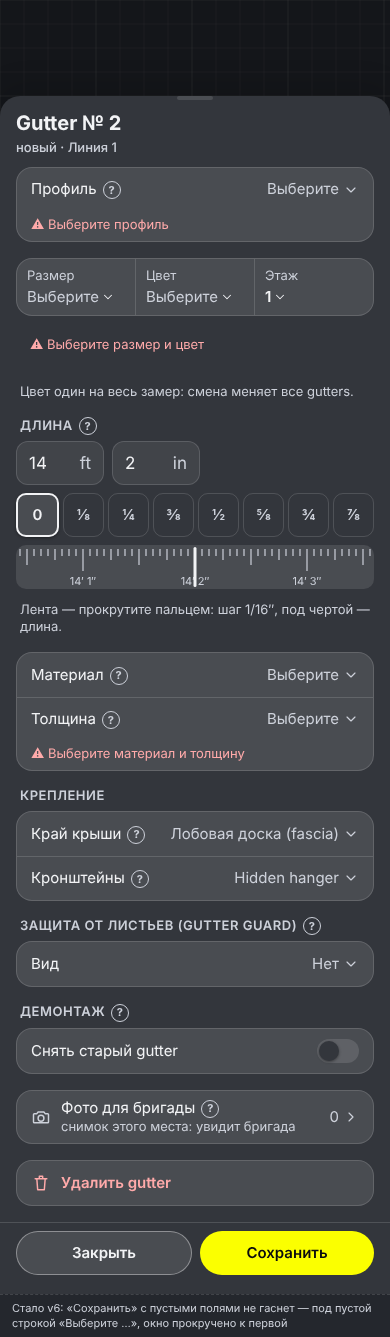 Gutter № 2
новый · Линия 1
Профиль ? Выберите
Выберите профиль
Размер Цвет Этаж
Выберите Выберите 1
Выберите размер и цвет
Цвет один на весь замер: смена меняет все gutters.
ДЛИНА ?
14 ft 2 in
0 ⅛ ¼ ⅜ ½ ⅝ ¾ ⅞
14′ 1″ 14′ 2″ 14′ 3″
Лента — прокрутите пальцем: шаг 1/16″, под чертой —
длина.
Материал ? Выберите
Толщина ? Выберите
Выберите материал и толщину
КРЕПЛЕНИЕ
Край крыши ? Лобовая доска (fascia)
Кронштейны ? Hidden hanger
ЗАЩИТА ОТ ЛИСТЬЕВ (GUTTER GUARD) ?
Вид Нет
ДЕМОНТАЖ ?
Снять старый gutter
Фото для бригады ? 0
снимок этого места: увидит бригада
Удалить gutter
Закрыть Сохранить
Стало v6: «Сохранить» с пустыми полями не гаснет — под пустой
строкой «Выберите …», окно прокручено к первой